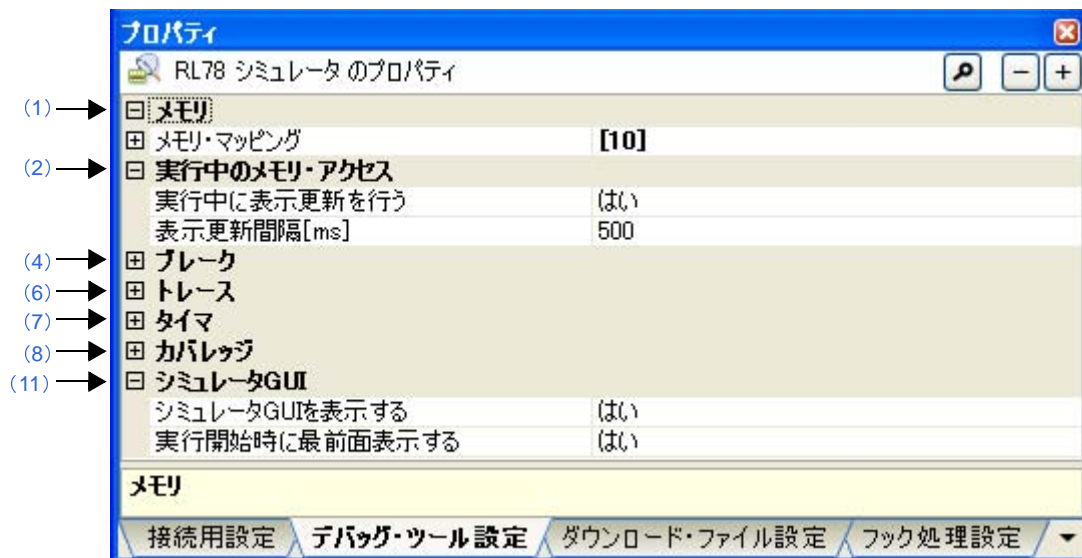 プロパティ
RL78 シミュレータ のプロパティ
(1) メモリ
メモリ・マッピング [10]
(2) 実行中のメモリ・アクセス
実行中に表示更新を行う はい
表示更新間隔[ms] 500
(4) ブレーク
(6) トレース
(7) タイマ
(8) カバレッジ
(11) シミュレータGUI
シミュレータGUIを表示する はい
実行開始時に最前面表示する はい
メモリ
接続用設定 デバッグ・ツール設定 ダウンロード・ファイル設定 フック処理設定